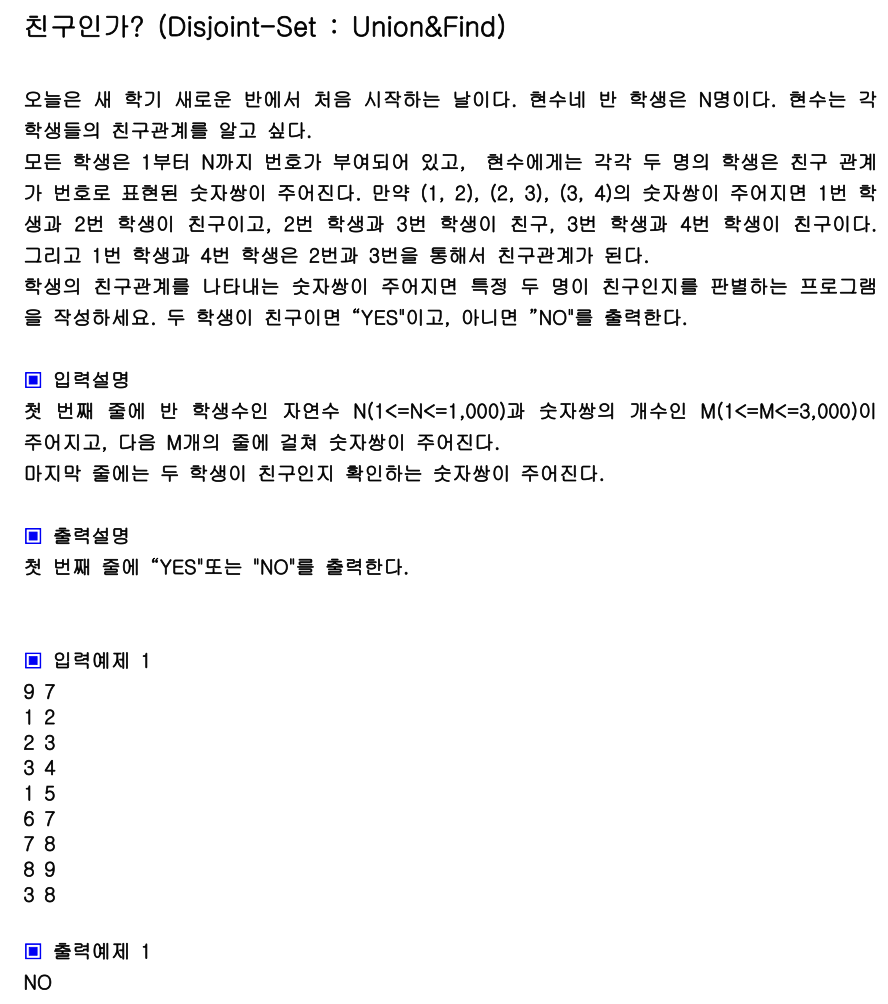 친구인가? (Disjoint-Set : Union&Find)
오늘은 새 학기 새로운 반에서 처음 시작하는 날이다. 현수네 반 학생은 N명이다. 현수는 각
학생들의 친구관계를 알고 싶다.
모든 학생은 1부터 N까지 번호가 부여되어 있고, 현수에게는 각각 두 명의 학생은 친구 관계
가 번호로 표현된 숫자쌍이 주어진다. 만약 (1, 2), (2, 3), (3, 4)의 숫자쌍이 주어지면 1번 학
생과 2번 학생이 친구이고, 2번 학생과 3번 학생이 친구, 3번 학생과 4번 학생이 친구이다.
그리고 1번 학생과 4번 학생은 2번과 3번을 통해서 친구관계가 된다.
학생의 친구관계를 나타내는 숫자쌍이 주어지면 특정 두 명이 친구인지를 판별하는 프로그램
을 작성하세요. 두 학생이 친구이면 “YES"이고, 아니면 ”NO"를 출력한다.
▣ 입력설명
첫 번째 줄에 반 학생수인 자연수 N(1<=N<=1,000)과 숫자쌍의 개수인 M(1<=M<=3,000)이
주어지고, 다음 M개의 줄에 걸쳐 숫자쌍이 주어진다.
마지막 줄에는 두 학생이 친구인지 확인하는 숫자쌍이 주어진다.
▣ 출력설명
첫 번째 줄에 “YES"또는 "NO"를 출력한다.
▣ 입력예제 1
9 7
1 2
2 3
3 4
1 5
6 7
7 8
8 9
3 8
▣ 출력예제 1
NO